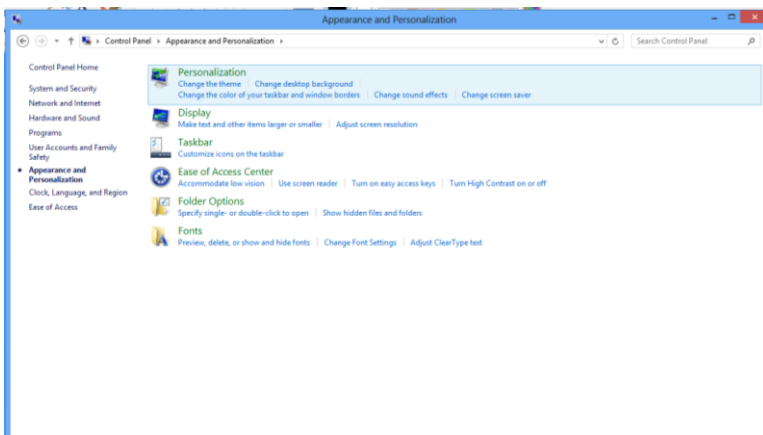 Appearance and Personalization
Control Panel Appearance and Personalization
Search Control Panel
Control Panel Home
System and Security
Network and Internet
Hardware and Sound
Programs
User Accounts and Family
Safety
Appearance and
Personalization
Clock, Language, and Region
Ease of Access
Personalization
Change the theme Change desktop background
Change the color of your taskbar and window borders Change sound effects Change screen saver
Display
Make text and other items larger or smaller Adjust screen resolution
Taskbar
Customize icons on the taskbar
Ease of Access Center
Accommodate low vision Use screen reader Turn on easy access keys Turn High Contrast on or off
Folder Options
Specify single- or double-click to open Show hidden files and folders
Fonts
Preview, delete, or show and hide fonts Change Font Settings Adjust ClearType text